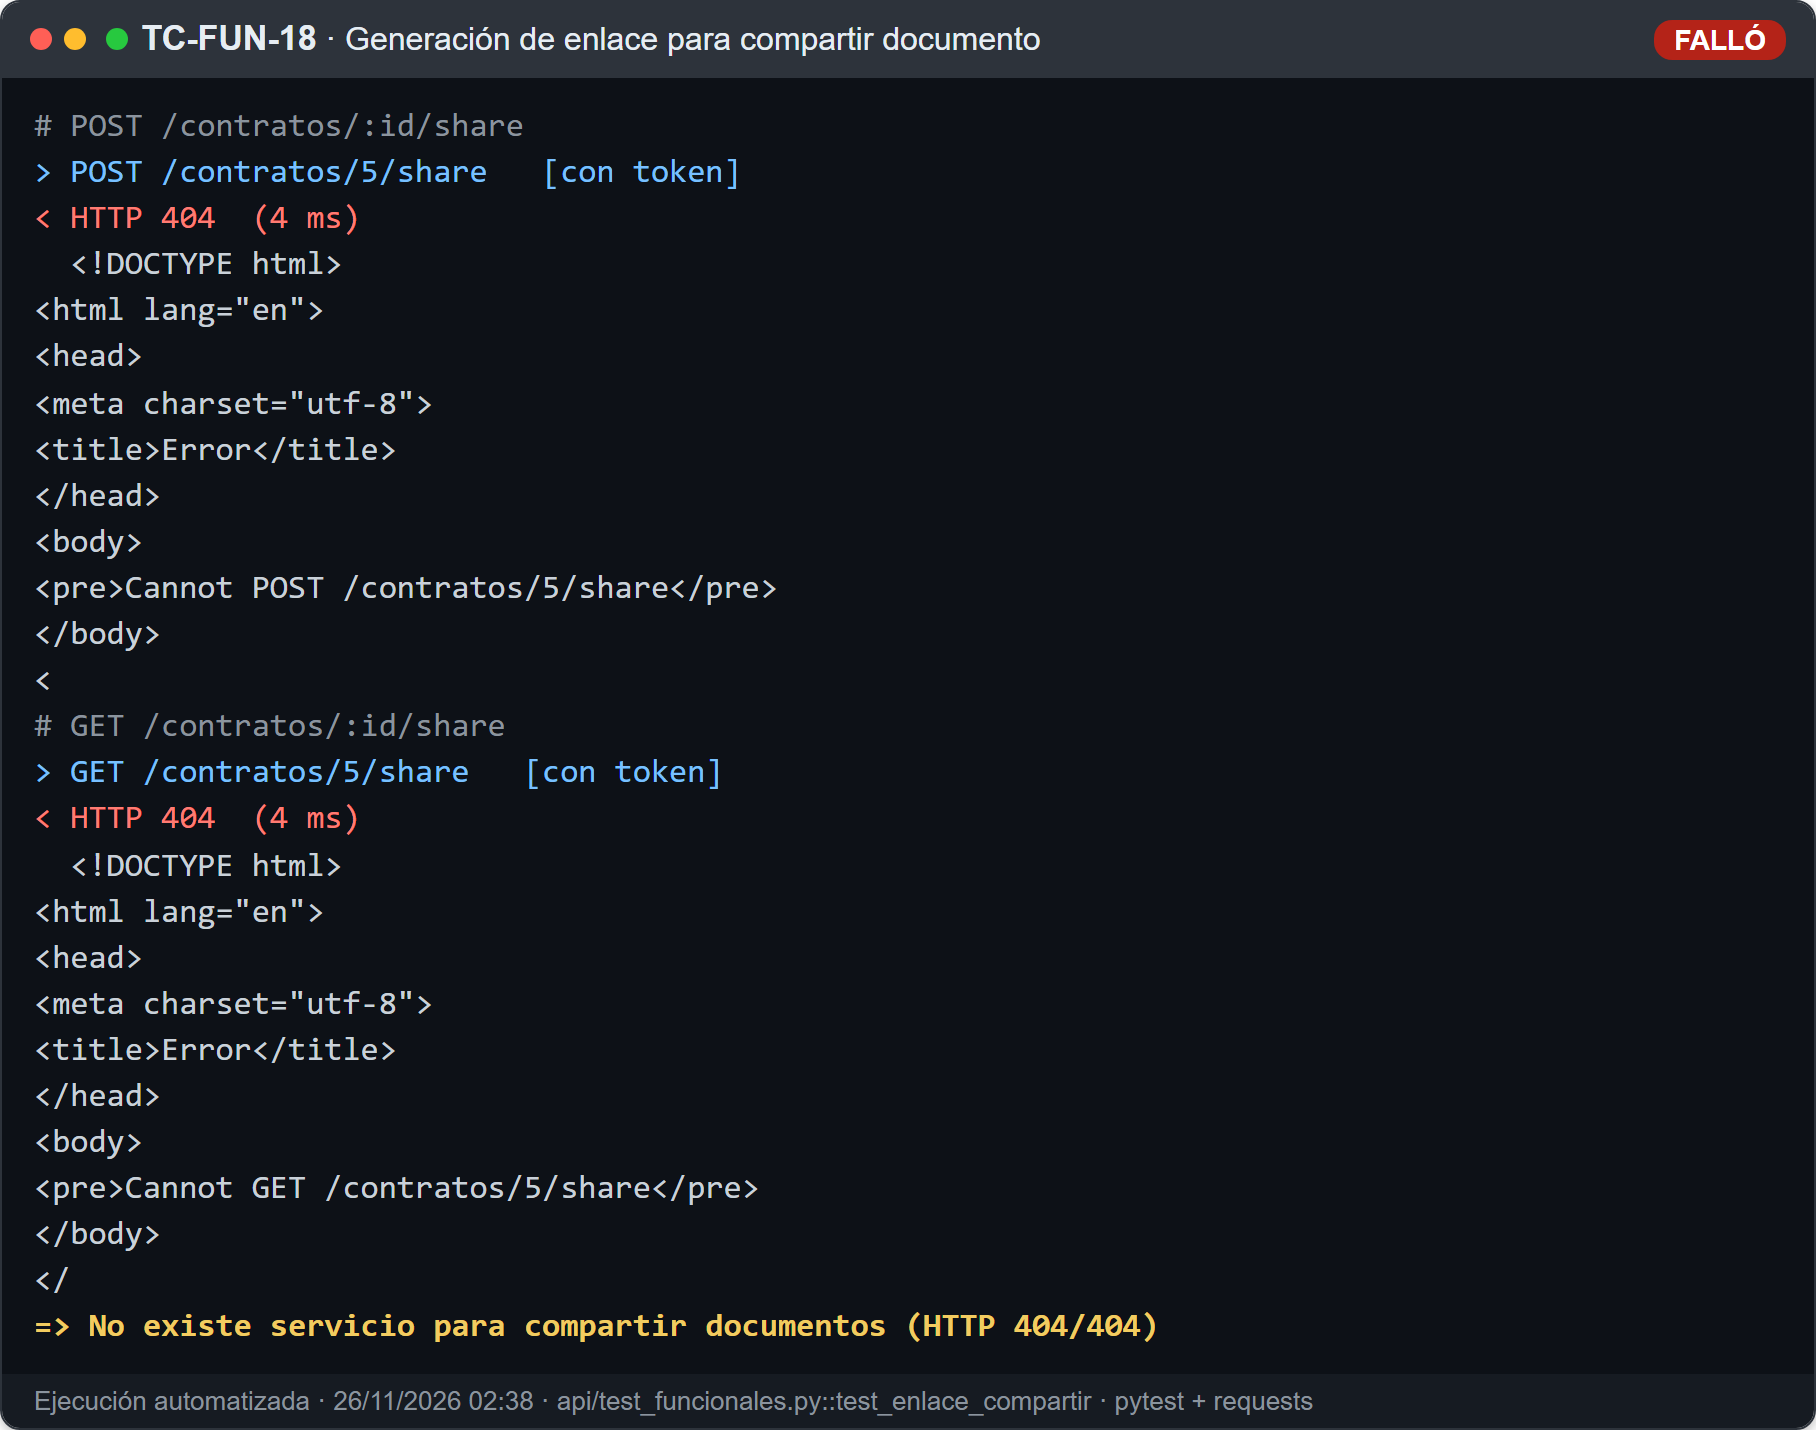 TC-FUN-18 · Generación de enlace para compartir documento
FALLÓ
# POST /contratos/:id/share
> POST /contratos/5/share   [con token]
< HTTP 404  (4 ms)
  <!DOCTYPE html>
<html lang="en">
<head>
<meta charset="utf-8">
<title>Error</title>
</head>
<body>
<pre>Cannot POST /contratos/5/share</pre>
</body>
<
# GET /contratos/:id/share
> GET /contratos/5/share   [con token]
< HTTP 404  (4 ms)
  <!DOCTYPE html>
<html lang="en">
<head>
<meta charset="utf-8">
<title>Error</title>
</head>
<body>
<pre>Cannot GET /contratos/5/share</pre>
</body>
</
=> No existe servicio para compartir documentos (HTTP 404/404)
Ejecución automatizada · 26/11/2026 02:38 · api/test_funcionales.py::test_enlace_compartir · pytest + requests